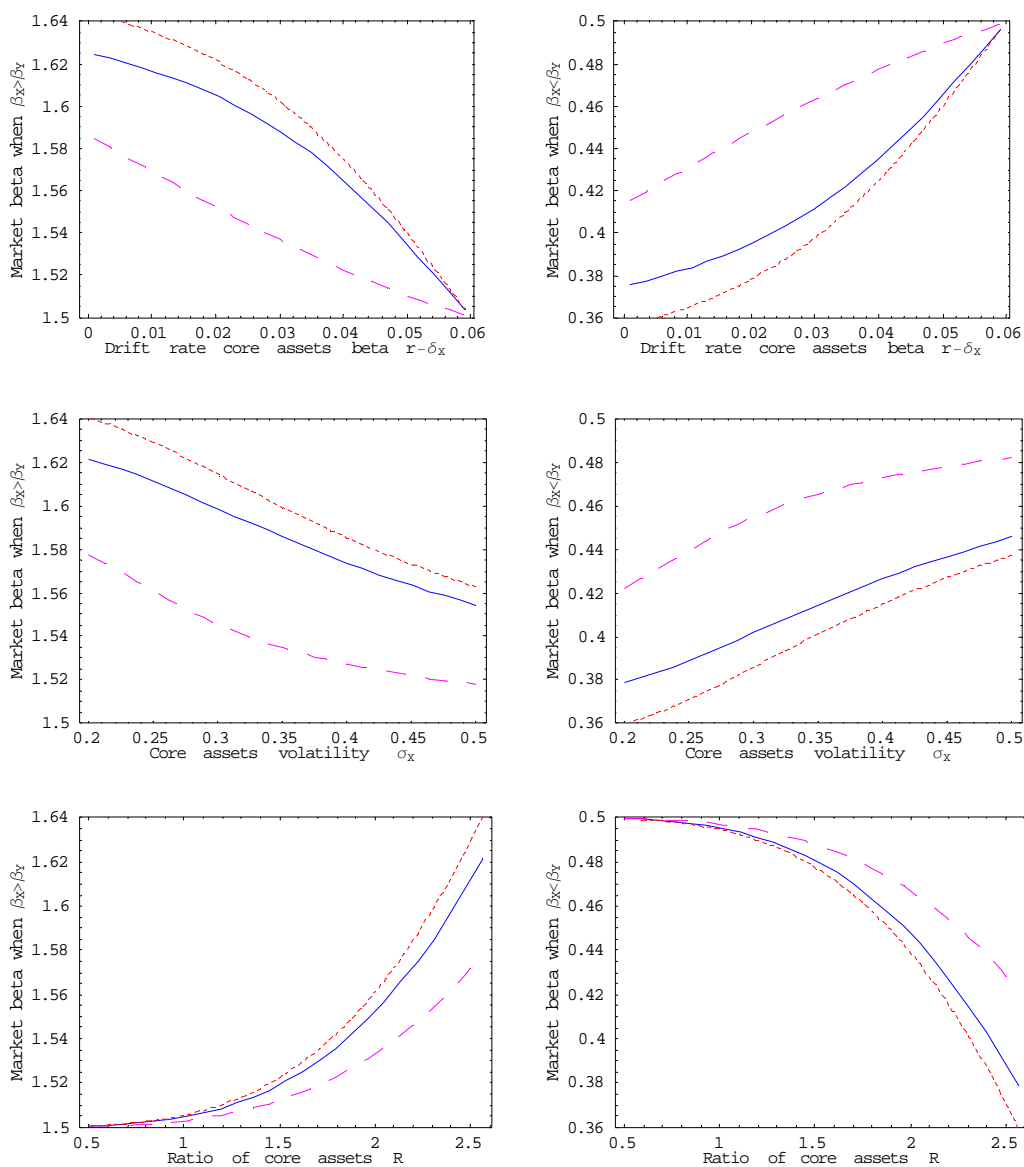 Market beta when βX>βY
1.64
1.62
1.6
1.58
1.56
1.54
1.52
1.5
0 0.01 0.02 0.03 0.04 0.05 0.06
Drift rate core assets beta r-δX
Market beta when βX<βY
0.5
0.48
0.46
0.44
0.42
0.4
0.38
0.36
0 0.01 0.02 0.03 0.04 0.05 0.06
Drift rate core assets beta r-δX
Market beta when βX>βY
1.64
1.62
1.6
1.58
1.56
1.54
1.52
1.5
0.2 0.25 0.3 0.35 0.4 0.45 0.5
Core assets volatility σX
Market beta when βX<βY
0.5
0.48
0.46
0.44
0.42
0.4
0.38
0.36
0.2 0.25 0.3 0.35 0.4 0.45 0.5
Core assets volatility σX
Market beta when βX>βY
1.64
1.62
1.6
1.58
1.56
1.54
1.52
1.5
0.5 1 1.5 2 2.5
Ratio of core assets R
Market beta when βX<βY
0.5
0.48
0.46
0.44
0.42
0.4
0.38
0.36
0.5 1 1.5 2 2.5
Ratio of core assets R